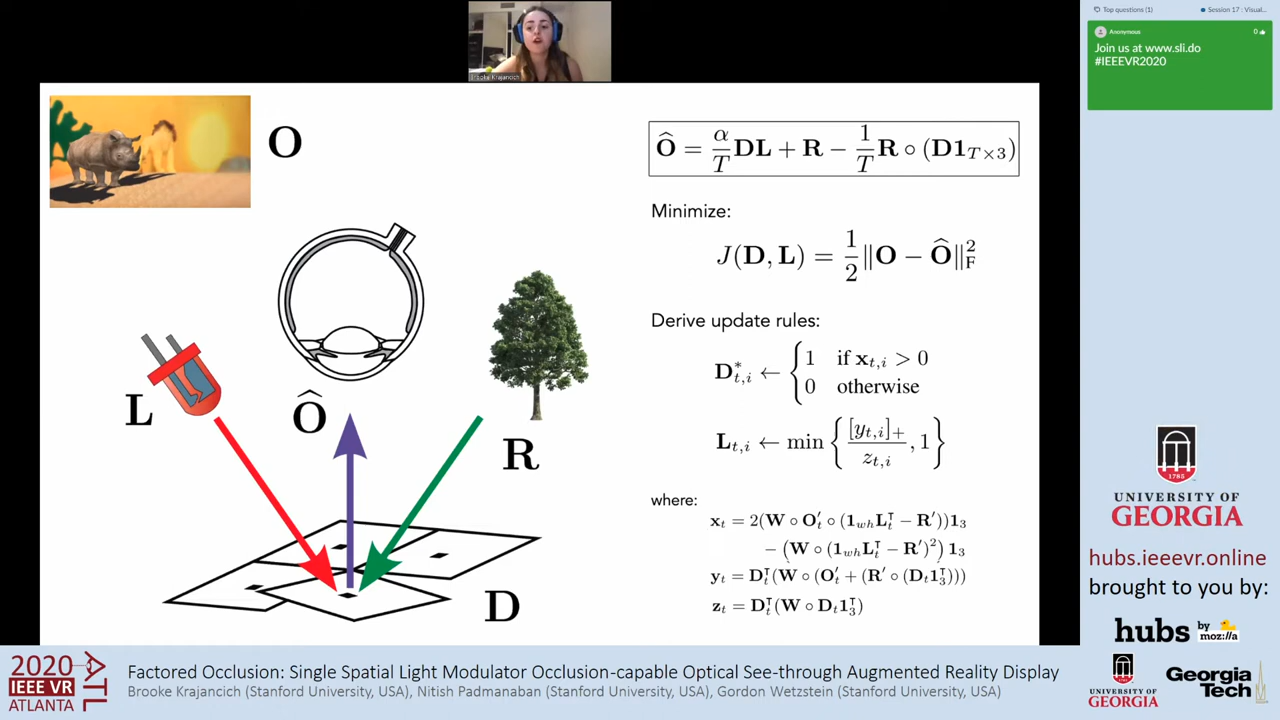 Top questions (1)
Session 17 : Visual...
Anonymous
0
Join us at www.sli.do
#IEEEVR2020
Brooke Krajancich
O
Ô = α/T DL + R − 1/T R ∘ (D1_{T×3})
Minimize:
J(D, L) = 1/2 ‖O − Ô‖²_F
Derive update rules:
D*_{t,i} ← { 1 if x_{t,i} > 0
0 otherwise
L_{t,i} ← min { [y_{t,i}]_+ / z_{t,i}, 1 }
where:
x_t = 2(W ∘ O′_t ∘ (1_{wh}L_t^⊤ − R′))1_3
− (W ∘ (1_{wh}L_t^⊤ − R′)²) 1_3
y_t = D_t^⊤(W ∘ (O′_t + (R′ ∘ (D_t1_3^⊤)))
z_t = D_t^⊤(W ∘ D_t1_3^⊤)
L
Ô
R
D
1785
UNIVERSITY OF
GEORGIA
hubs.ieeevr.online
brought to you by:
hubs by moz://a
UNIVERSITY OF
GEORGIA
Georgia
Tech
2020
IEEE VR
ATLANTA
ATL
Factored Occlusion: Single Spatial Light Modulator Occlusion-capable Optical See-through Augmented Reality Display
Brooke Krajancich (Stanford University, USA), Nitish Padmanaban (Stanford University, USA), Gordon Wetzstein (Stanford University, USA)